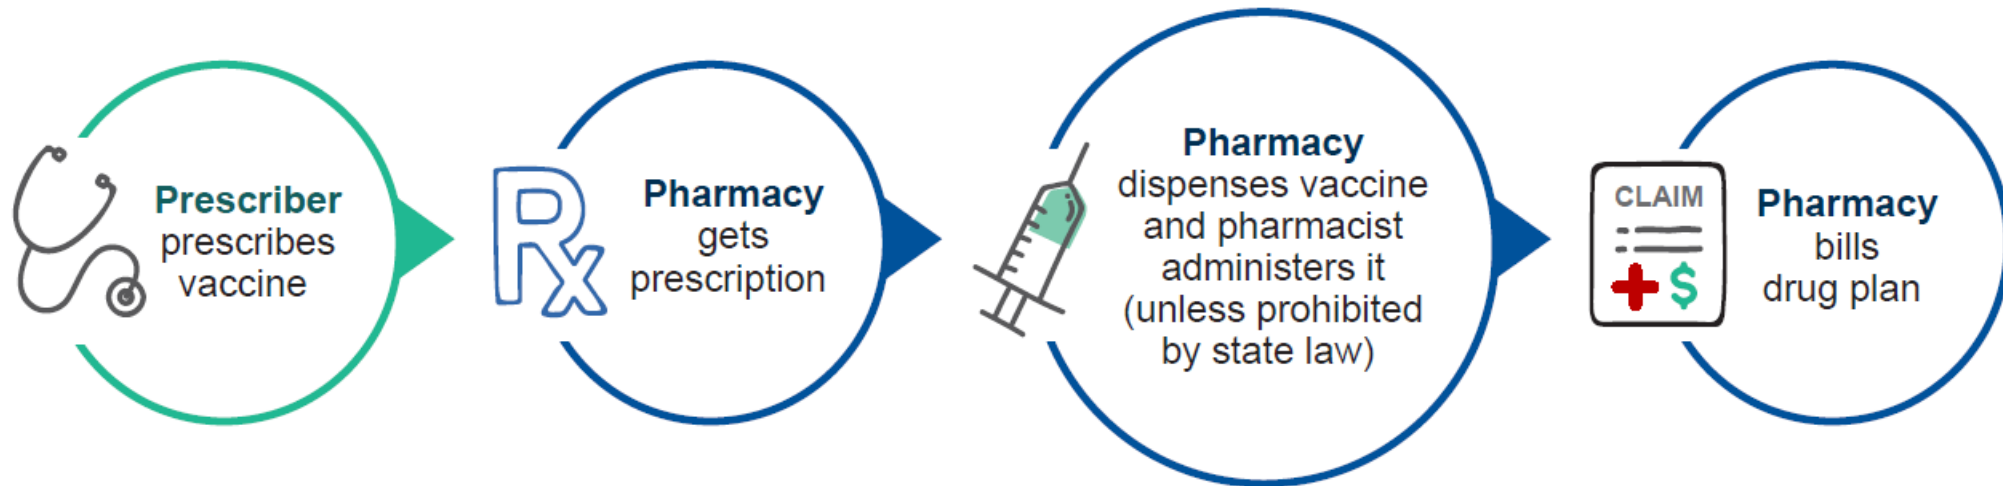 Prescriber
prescribes
vaccine
Rx
Pharmacy
gets
prescription
Pharmacy
dispenses vaccine
and pharmacist
administers it
(unless prohibited
by state law)
CLAIM
$
Pharmacy
bills
drug plan